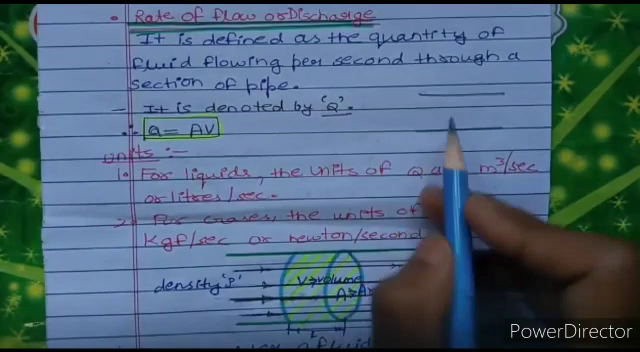 • Rate of flow or Discharge
It is defined as the quantity of
fluid flowing per second through a
section of pipe.
- It is denoted by 'Q'.
∴ Q = AV
Units :-
1. For liquids, the units of Q m³/sec
or litres/sec.
2. For Gases, the units of
Kgf/sec or newton/second
density 'ρ'
V→volume
L
fluid
PowerDirector